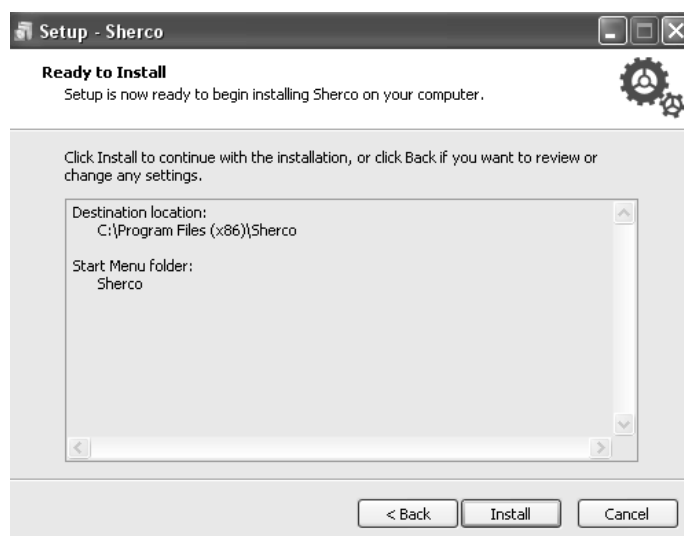 Setup - Sherco
Ready to Install
Setup is now ready to begin installing Sherco on your computer.
Click Install to continue with the installation, or click Back if you want to review or
change any settings.
Destination location:
C:\Program Files (x86)\Sherco
Start Menu folder:
Sherco
< Back
Install
Cancel